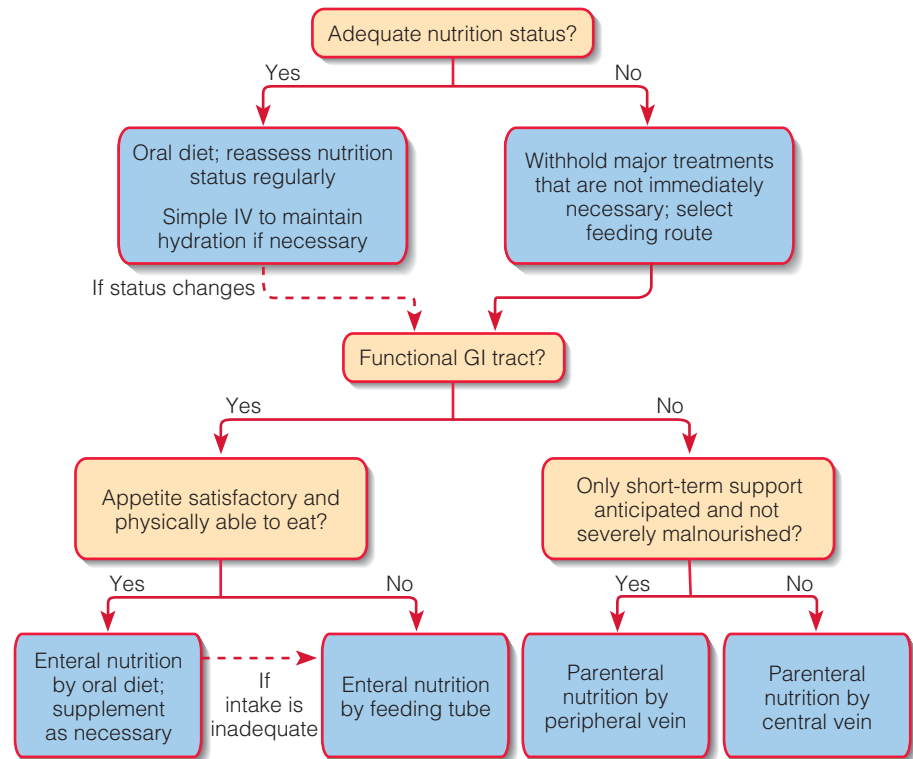 Adequate nutrition status?
Yes
No
Oral diet; reassess nutrition
status regularly
Simple IV to maintain
hydration if necessary
Withhold major treatments
that are not immediately
necessary; select
feeding route
If status changes
Functional GI tract?
Yes
No
Appetite satisfactory and
physically able to eat?
Only short-term support
anticipated and not
severely malnourished?
Yes
No
Yes
No
Enteral nutrition
by oral diet;
supplement
as necessary
If
intake is
inadequate
Enteral nutrition
by feeding tube
Parenteral
nutrition by
peripheral vein
Parenteral
nutrition by
central vein